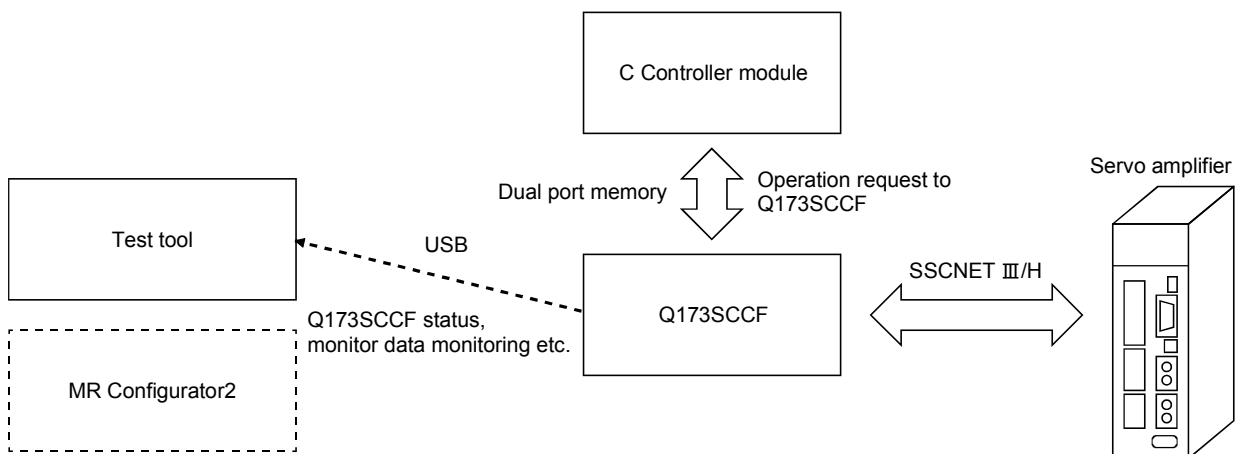 C Controller module
Servo amplifier
Dual port memory
Operation request to
Q173SCCF
Test tool
USB
SSCNET Ⅲ/H
Q173SCCF
Q173SCCF status,
monitor data monitoring etc.
MR Configurator2